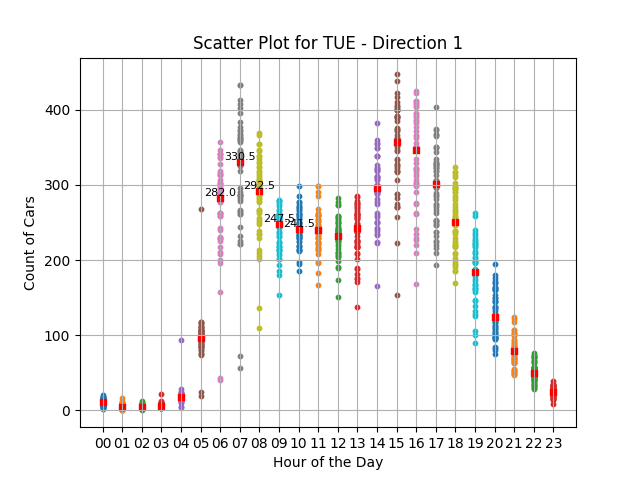 Scatter Plot for TUE - Direction 1
Count of Cars
400
300
200
100
0
330.5
292.5
282.0
247.5
241.5
00 01 02 03 04 05 06 07 08 09 10 11 12 13 14 15 16 17 18 19 20 21 22 23
Hour of the Day